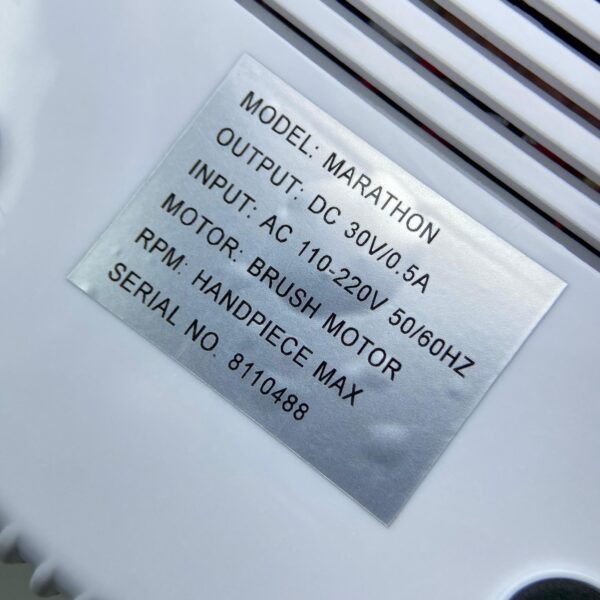 MODEL: MARATHON
OUTPUT: DC 30V/0.5A
INPUT: AC 110-220V 50/60HZ
MOTOR: BRUSH MOTOR
RPM: HANDPIECE MAX
SERIAL NO. 8110488